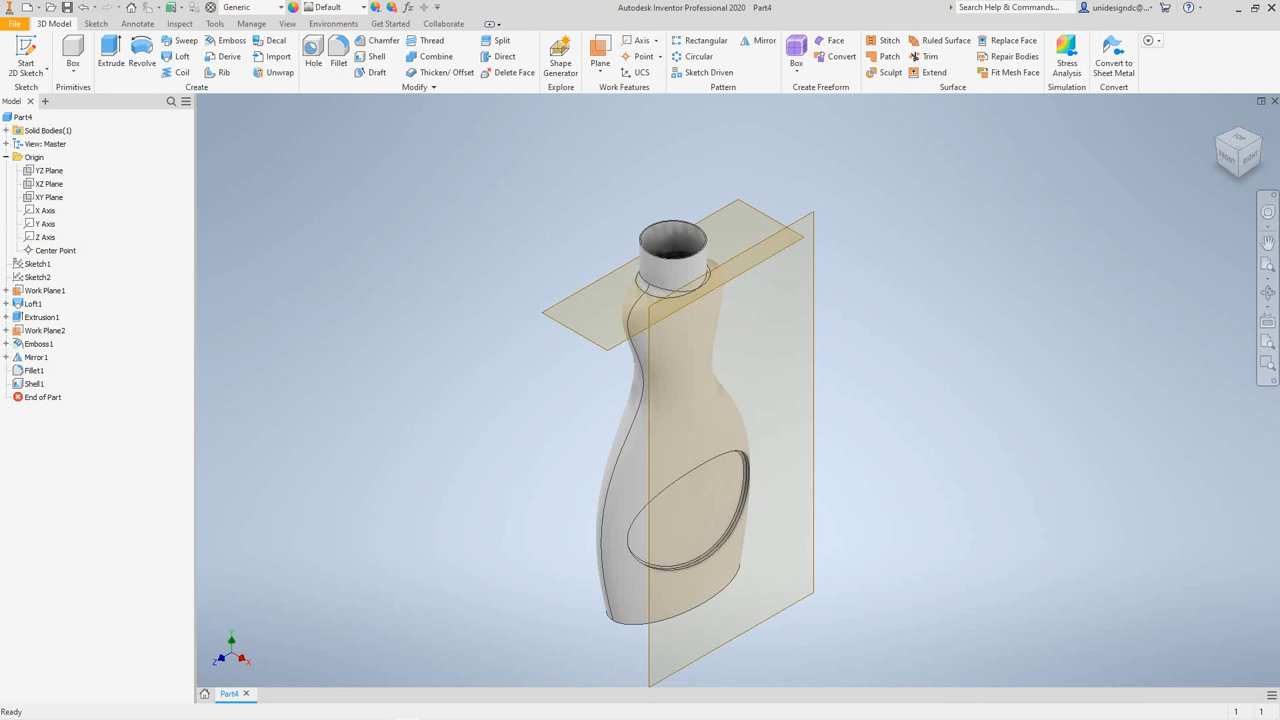 Generic
Default
Autodesk Inventor Professional 2020 Part4
Search Help & Commands...
unidesigndc@...
File
3D Model
Sketch
Annotate
Inspect
Tools
Manage
View
Environments
Get Started
Collaborate
Start
2D Sketch
Box
Extrude
Revolve
Sweep
Emboss
Decal
Loft
Derive
Import
Coil
Rib
Unwrap
Hole
Fillet
Chamfer
Thread
Split
Shell
Combine
Direct
Draft
Thicken/ Offset
Delete Face
Shape
Generator
Plane
Axis
Point
UCS
Rectangular
Mirror
Circular
Sketch Driven
Box
Face
Convert
Stitch
Ruled Surface
Replace Face
Patch
Trim
Repair Bodies
Sculpt
Extend
Fit Mesh Face
Stress
Analysis
Convert to
Sheet Metal
Sketch
Primitives
Create
Modify
Explore
Work Features
Pattern
Create Freeform
Surface
Simulation
Convert
Model
Part4
Solid Bodies(1)
View: Master
Origin
YZ Plane
XZ Plane
XY Plane
X Axis
Y Axis
Z Axis
Center Point
Sketch1
Sketch2
Work Plane1
Loft1
Extrusion1
Work Plane2
Emboss1
Mirror1
Fillet1
Shell1
End of Part
TOP
FRONT
RIGHT
Y
Z
X
Part4
Ready
1
1